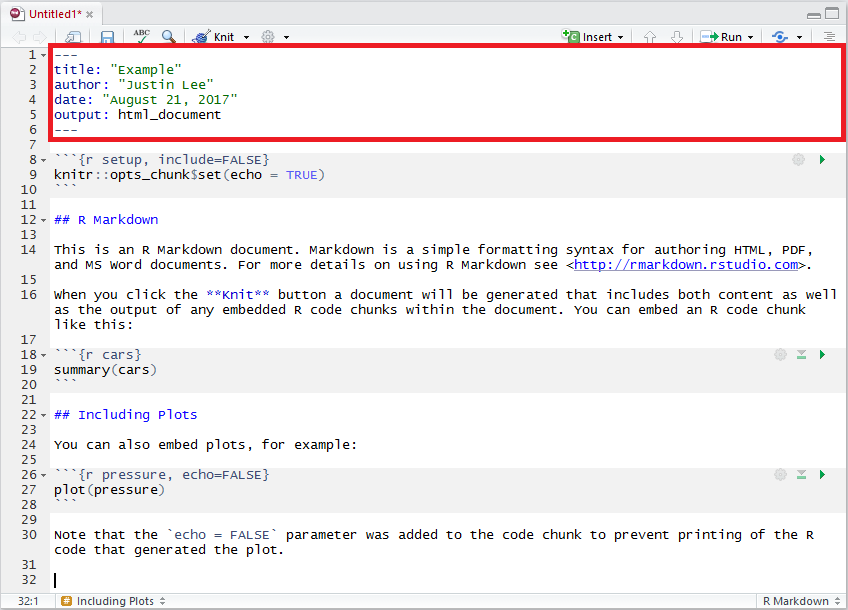 Untitled1*
ABC Knit Insert Run
1 ---
2 title: "Example"
3 author: "Justin Lee"
4 date: "August 21, 2017"
5 output: html_document
6 ---
7
8 ```{r setup, include=FALSE}
9 knitr::opts_chunk$set(echo = TRUE)
10 ```
11
12 ## R Markdown
13
14 This is an R Markdown document. Markdown is a simple formatting syntax for authoring HTML, PDF,
and MS Word documents. For more details on using R Markdown see <http://rmarkdown.rstudio.com>.
15
16 When you click the **Knit** button a document will be generated that includes both content as well
as the output of any embedded R code chunks within the document. You can embed an R code chunk
like this:
17
18 ```{r cars}
19 summary(cars)
20 ```
21
22 ## Including Plots
23
24 You can also embed plots, for example:
25
26 ```{r pressure, echo=FALSE}
27 plot(pressure)
28 ```
29
30 Note that the `echo = FALSE` parameter was added to the code chunk to prevent printing of the R
code that generated the plot.
31
32
32:1 # Including Plots R Markdown